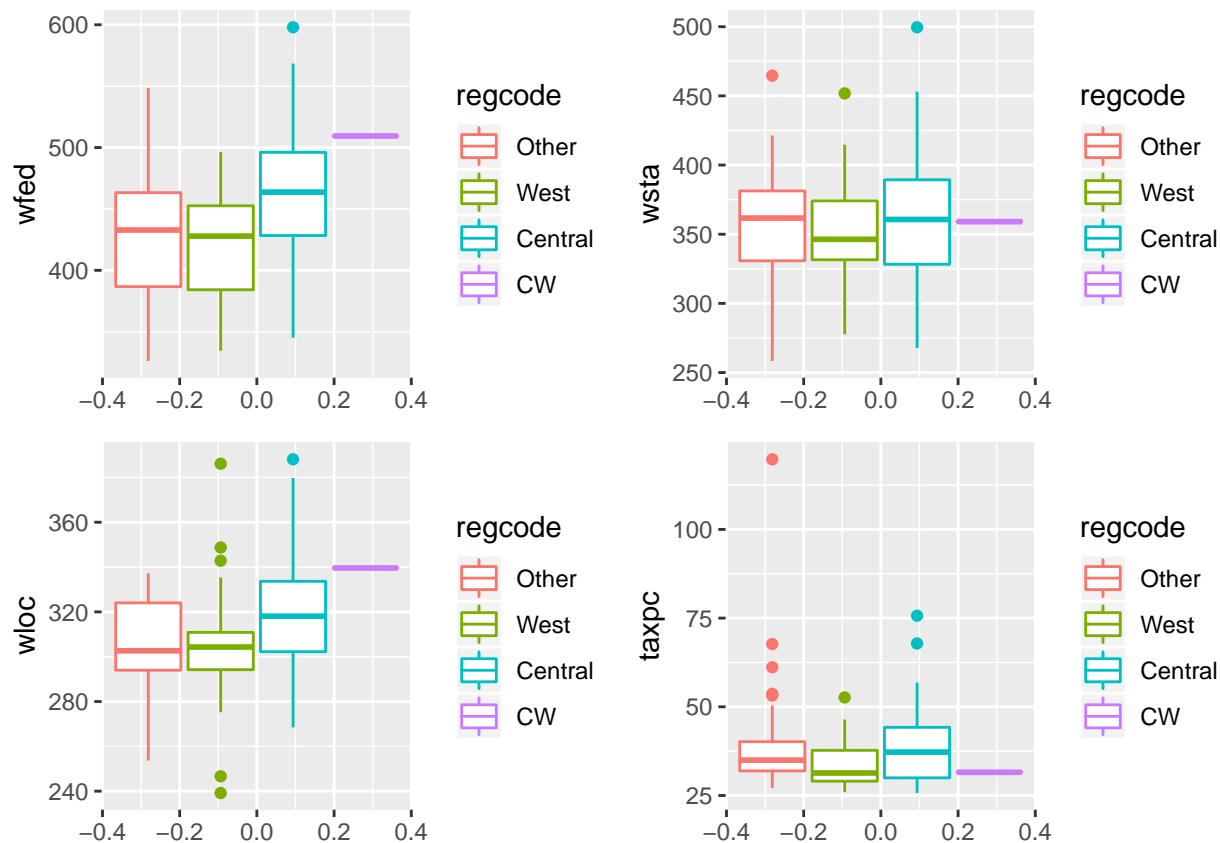 600
500
400
wfed
−0.4 −0.2 0.0 0.2 0.4
regcode
Other
West
Central
CW
500
450
400
350
300
250
wsta
−0.4 −0.2 0.0 0.2 0.4
regcode
Other
West
Central
CW
360
320
280
240
wloc
−0.4 −0.2 0.0 0.2 0.4
regcode
Other
West
Central
CW
100
75
50
25
taxpc
−0.4 −0.2 0.0 0.2 0.4
regcode
Other
West
Central
CW